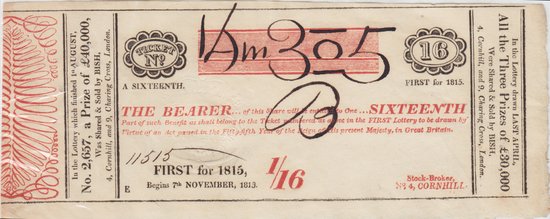 In the Lottery which finished 1st AUGUST,
No. 2,657, a Prize of £40,000,
Was Shared & Sold by BISH,
4, Cornhill, and 9, Charing Cross, London.
TICKET
No.
16
A SIXTEENTH.
FIRST for 1815.
THE BEARER ... of this Share will be entitled to One ... SIXTEENTH
Part of such Benefit as shall belong to the Ticket numbered as above in the FIRST Lottery to be drawn by
Virtue of an Act passed in the Fifty-fifth Year of the Reign of his present Majesty, in Great Britain.
11515
FIRST for 1815,
1/16
E
Begins 7th NOVEMBER, 1815.
Stock-Broker,
No 4, CORNHILL.
In the Lottery drawn LAST APRIL,
All the Three Prizes of £30,000
Were Shared & Sold by BISH,
4, Cornhill, and 9, Charing Cross, London.